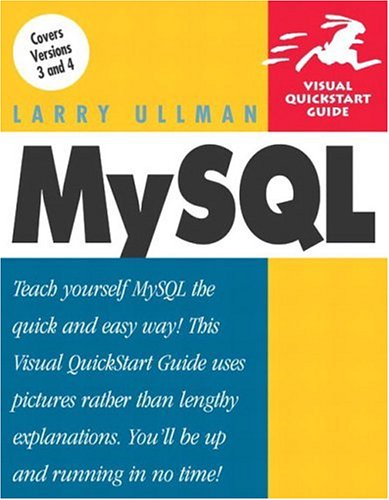 Covers
Versions
3 and 4
VISUAL
QUICKSTART
GUIDE
LARRY ULLMAN
MySQL
Teach yourself MySQL the
quick and easy way! This
Visual QuickStart Guide uses
pictures rather than lengthy
explanations. You'll be up
and running in no time!